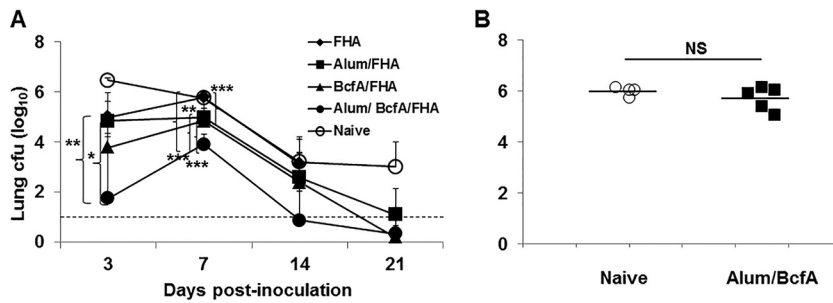 A
8
6
4
2
0
Lung cfu (log10)
FHA
Alum/FHA
BcfA/FHA
Alum/ BcfA/FHA
Naive
**
*
***
**
*
***
***
3
7
14
21
Days post-inoculation
B
8
6
4
2
0
NS
Naive
Alum/BcfA